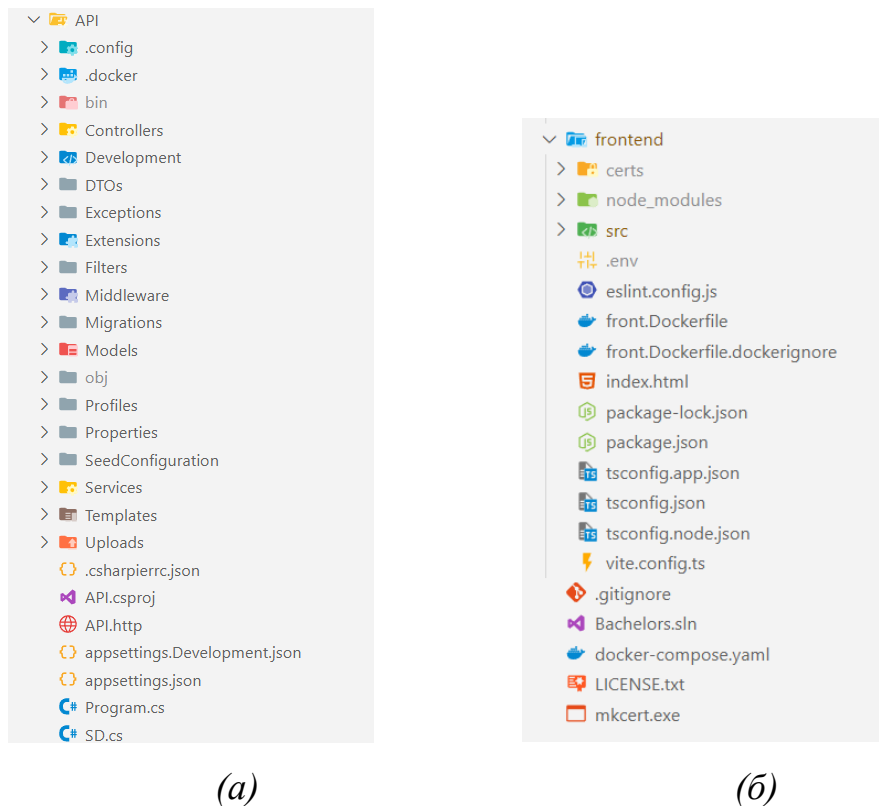 API
.config
.docker
bin
Controllers
Development
DTOs
Exceptions
Extensions
Filters
Middleware
Migrations
Models
obj
Profiles
Properties
SeedConfiguration
Services
Templates
Uploads
.csharpierrc.json
API.csproj
API.http
appsettings.Development.json
appsettings.json
Program.cs
SD.cs
(а)
frontend
certs
node_modules
src
.env
eslint.config.js
front.Dockerfile
front.Dockerfile.dockerignore
index.html
package-lock.json
package.json
tsconfig.app.json
tsconfig.json
tsconfig.node.json
vite.config.ts
.gitignore
Bachelors.sln
docker-compose.yaml
LICENSE.txt
mkcert.exe
(б)